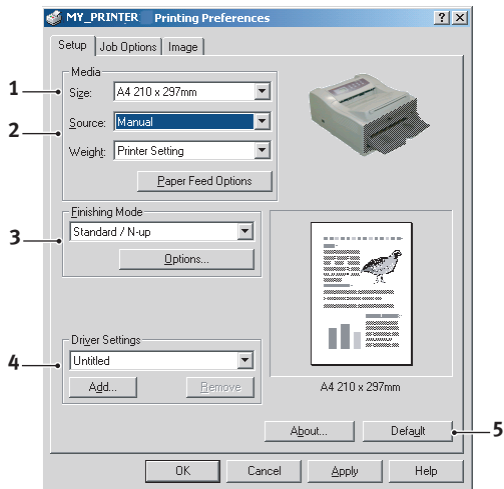 MY_PRINTER Printing Preferences
Setup Job Options Image
Media
1
Size: A4 210 x 297mm
2
Source: Manual
Weight: Printer Setting
Paper Feed Options
Finishing Mode
3
Standard / N-up
Options...
Driver Settings
4
Untitled
Add... Remove
A4 210 x 297mm
About... Default
5
OK Cancel Apply Help